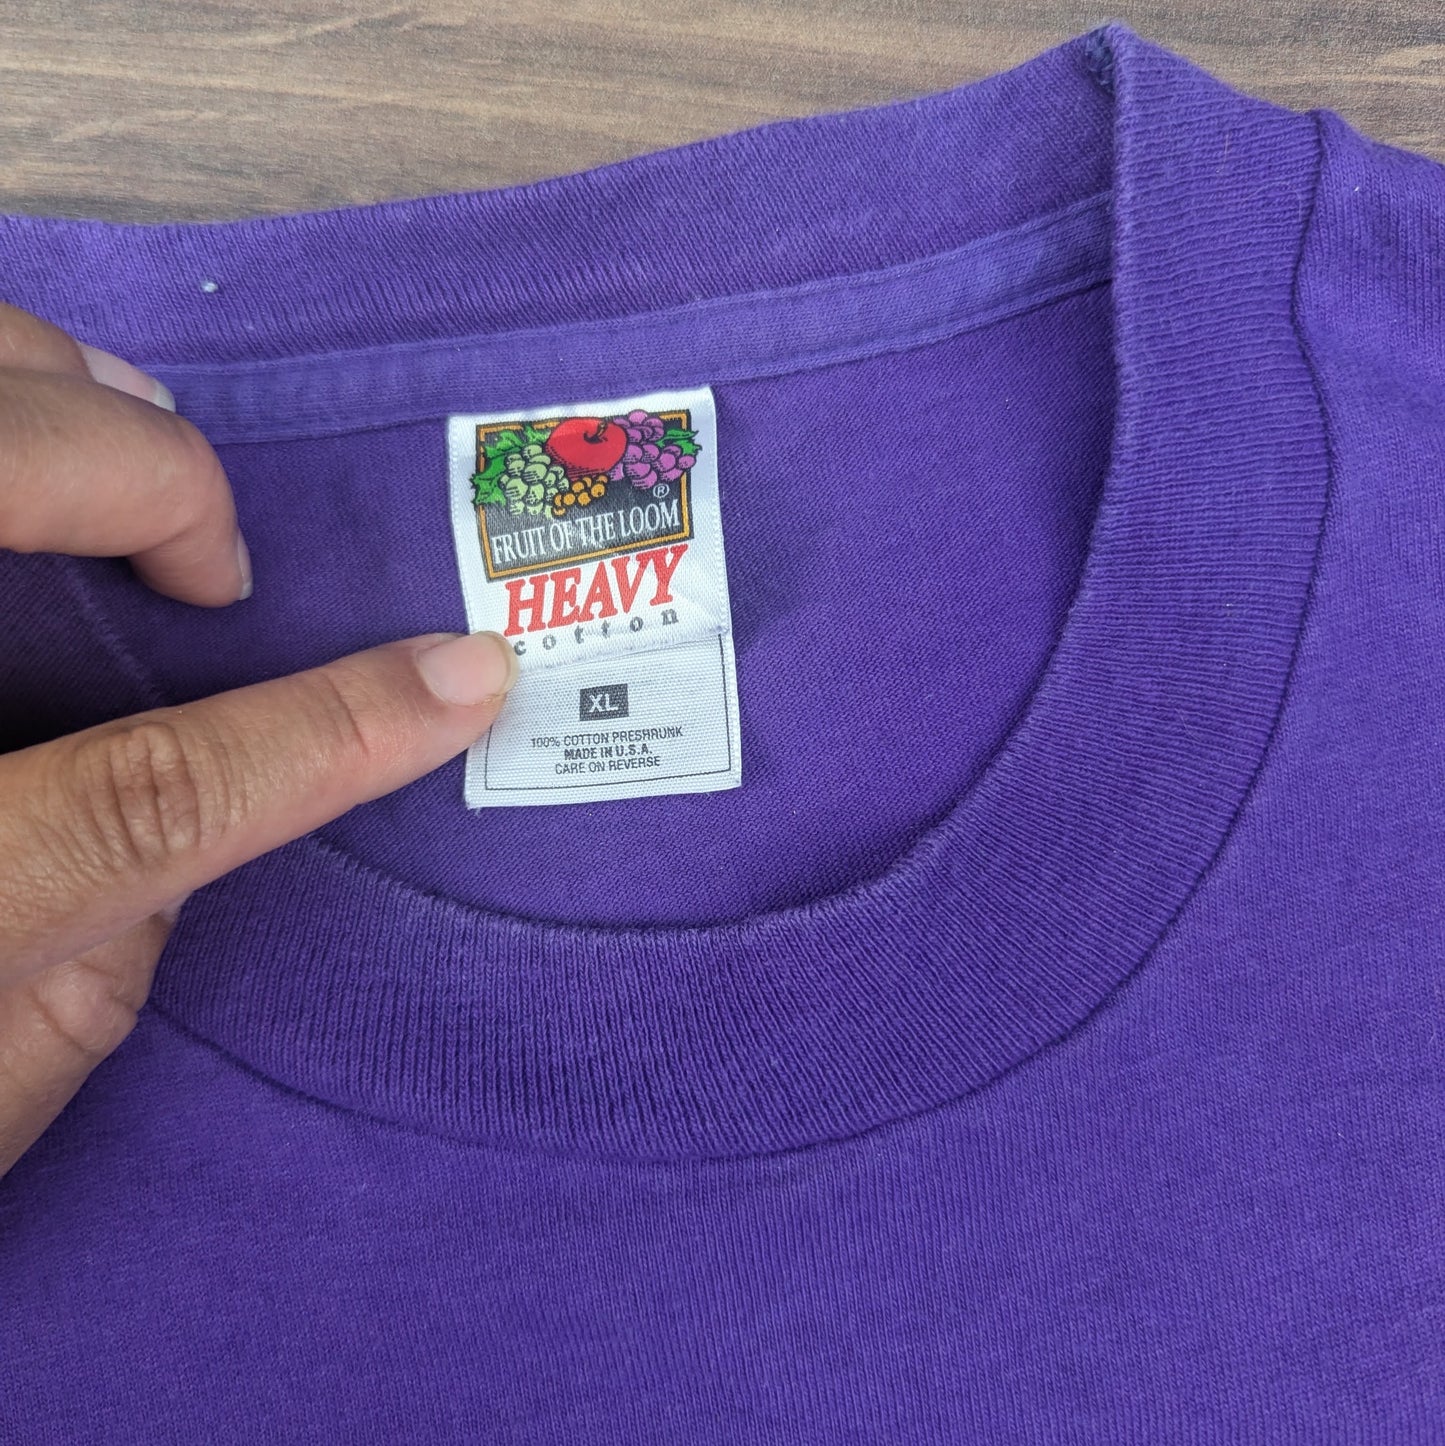 ®
FRUIT OF THE LOOM
HEAVY
cotton
XL
100% COTTON PRESHRUNK
MADE IN U.S.A.
CARE ON REVERSE